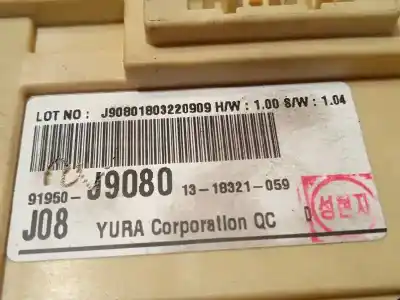 LOT NO : J90801803220909 H/W : 1.00 S/W : 1.04
91950-J9080 13-18321-059
J08 YURA Corporation QC